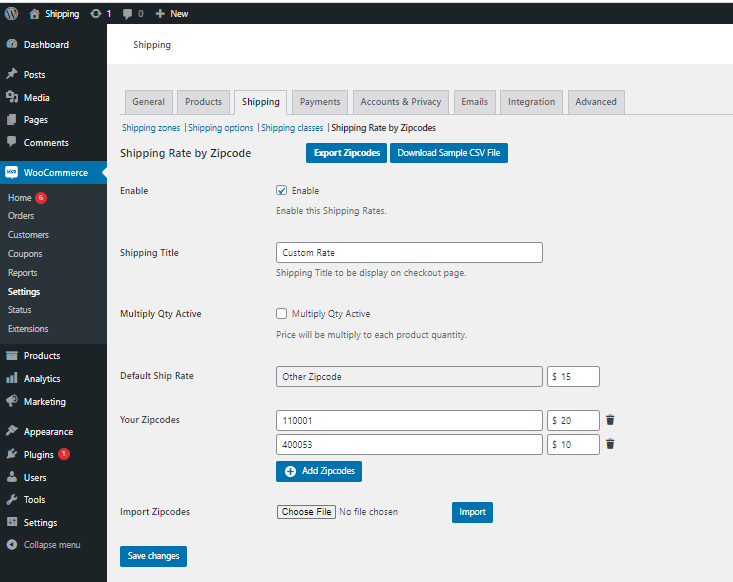 Shipping 1 0 New
Dashboard
Posts
Media
Pages
Comments
WooCommerce
Home 6
Orders
Customers
Coupons
Reports
Settings
Status
Extensions
Products
Analytics
Marketing
Appearance
Plugins 1
Users
Tools
Settings
Collapse menu
Shipping
General Products Shipping Payments Accounts & Privacy Emails Integration Advanced
Shipping zones | Shipping options | Shipping classes | Shipping Rate by Zipcodes
Shipping Rate by Zipcode Export Zipcodes Download Sample CSV File
Enable Enable
Enable this Shipping Rates.
Shipping Title Custom Rate
Shipping Title to be display on checkout page.
Multiply Qty Active Multiply Qty Active
Price will be multiply to each product quantity.
Default Ship Rate Other Zipcode $ 15
Your Zipcodes 110001 $ 20
400053 $ 10
Add Zipcodes
Import Zipcodes Choose File No file chosen Import
Save changes